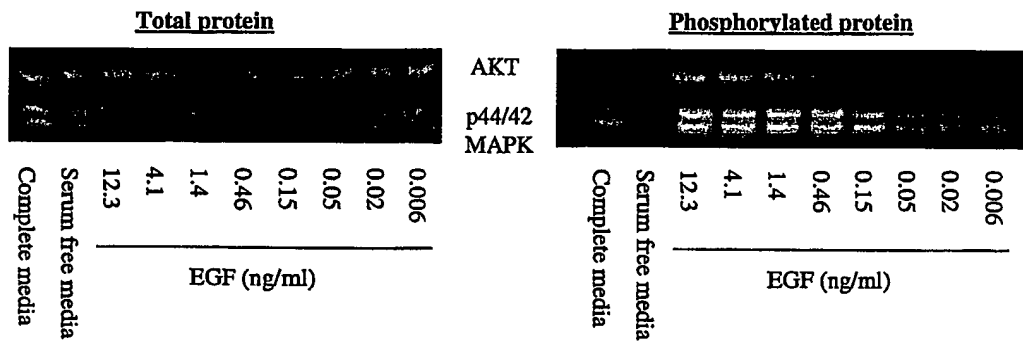 Total protein
Phosphorylated protein
AKT
p44/42
MAPK
Complete media
Serum free media
12.3
4.1
1.4
0.46
0.15
0.05
0.02
0.006
EGF (ng/ml)
Complete media
Serum free media
12.3
4.1
1.4
0.46
0.15
0.05
0.02
0.006
EGF (ng/ml)